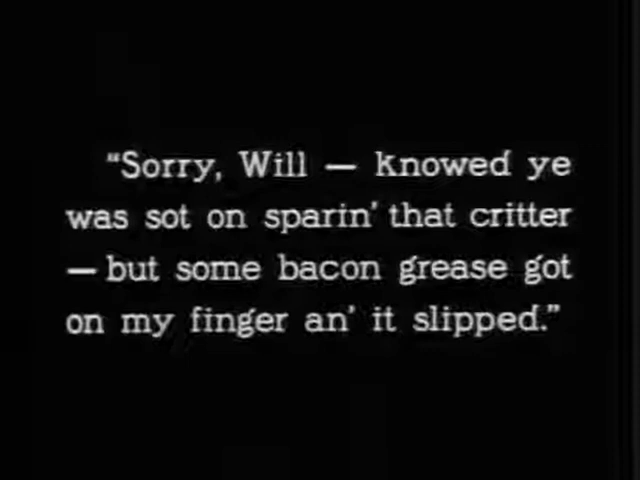 "Sorry, Will — knowed ye
was sot on sparin' that critter
— but some bacon grease got
on my finger an' it slipped."